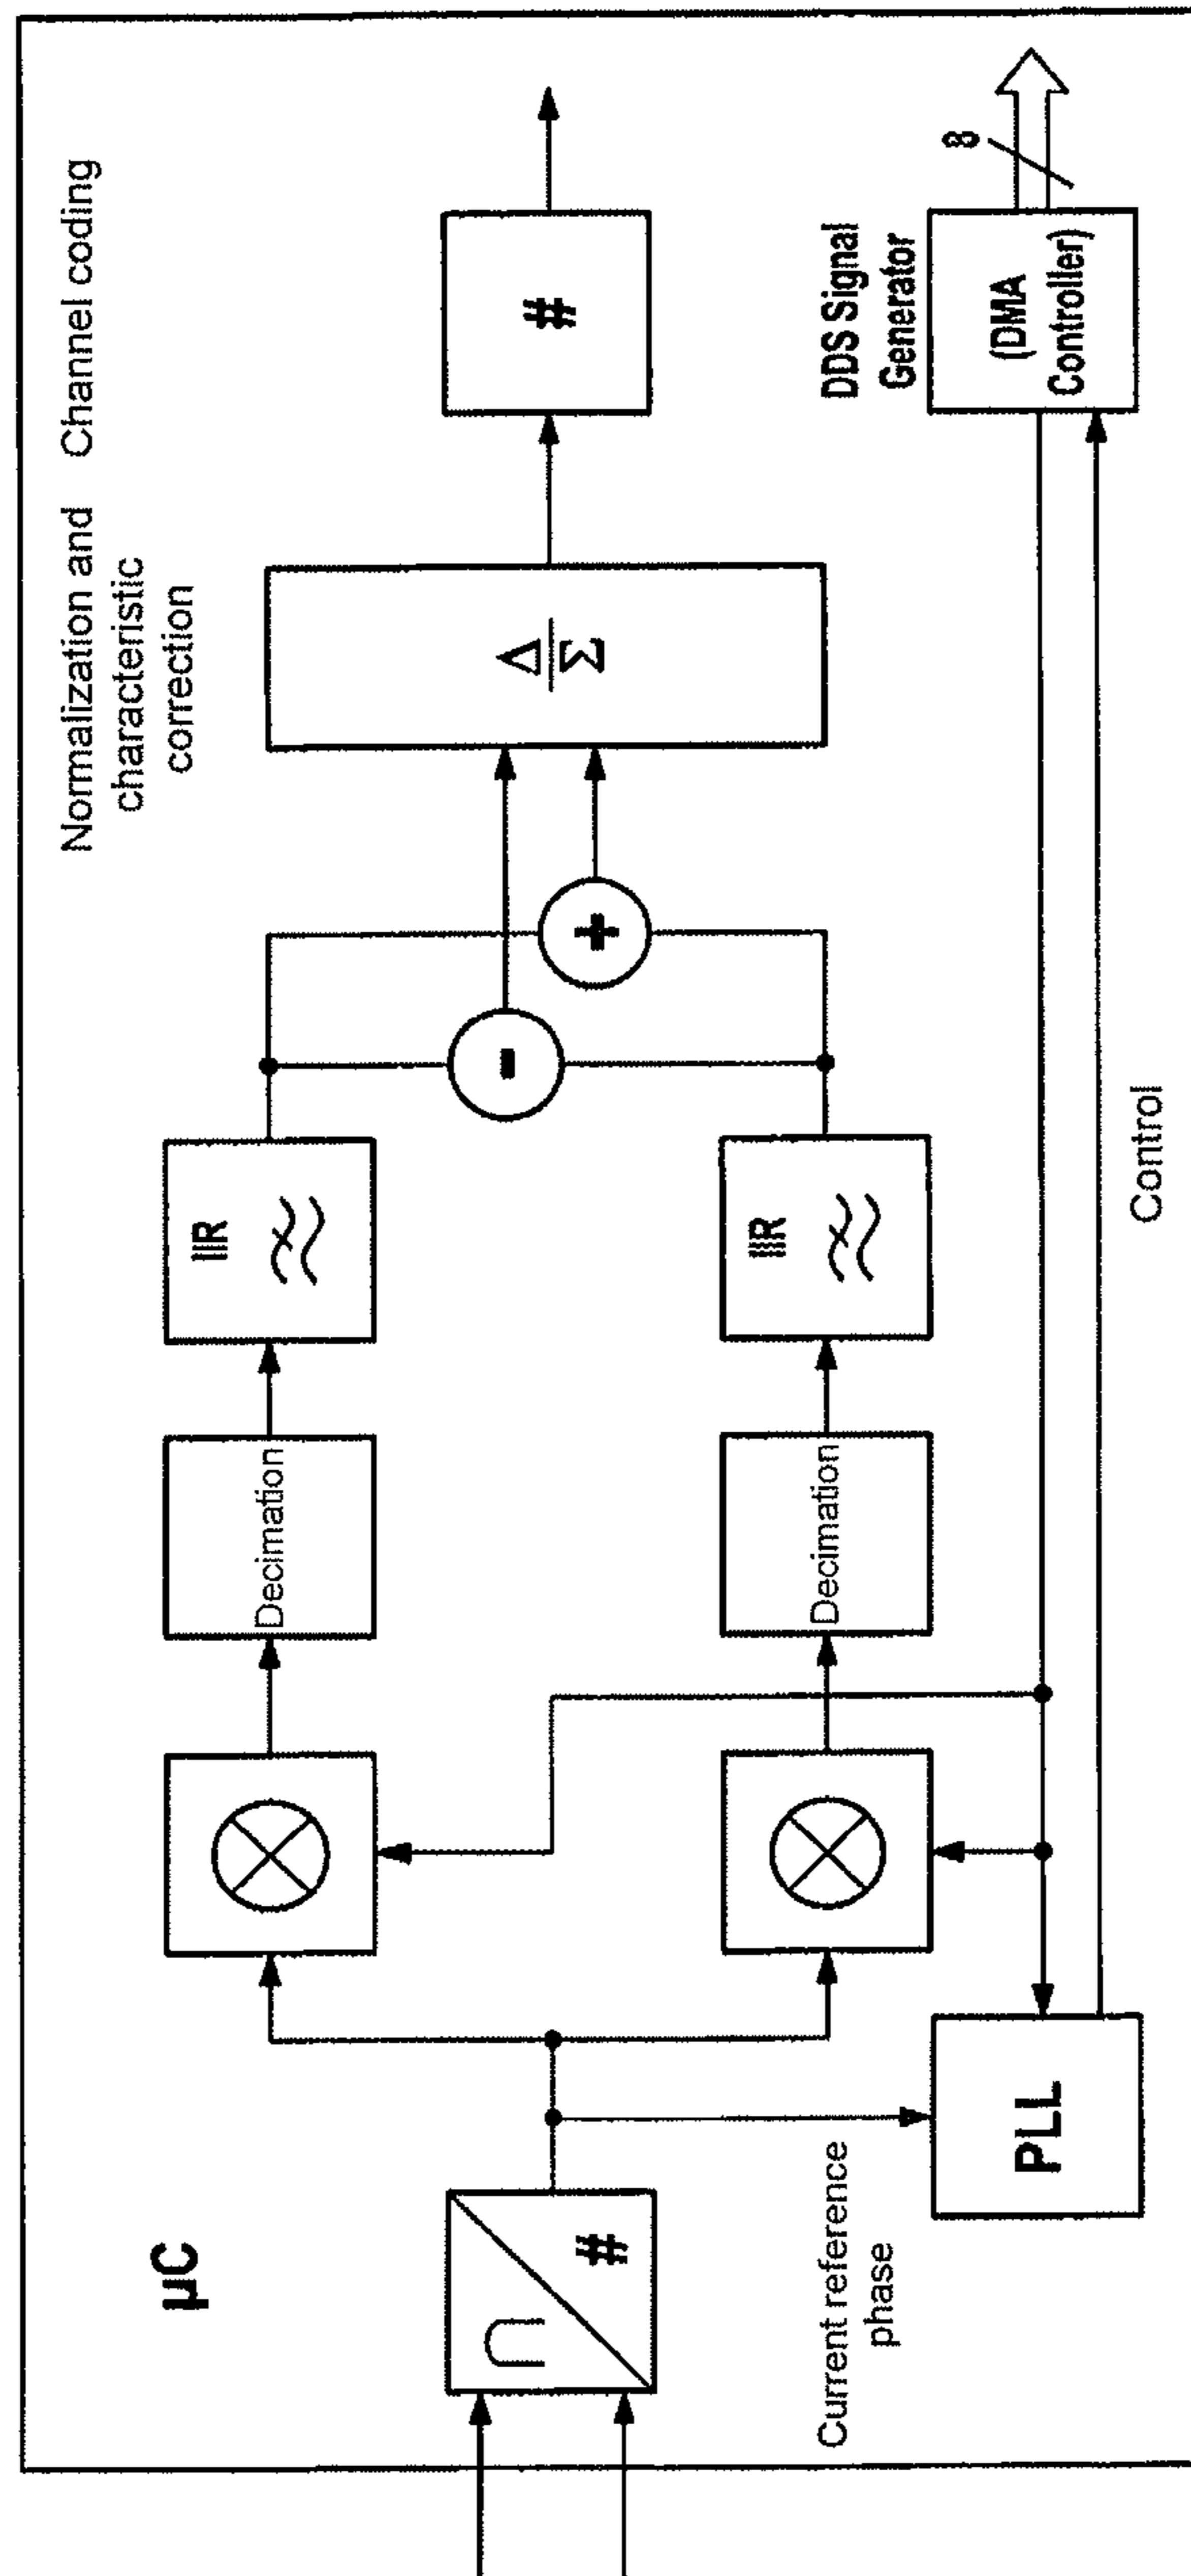 µC
Normalization and
characteristic
correction
Channel coding
∩
#
Decimation
IIR
-
+
Δ
Σ
#
Decimation
IIR
Current reference
phase
PLL
Control
DDS Signal
Generator
(DMA
Controller)
8